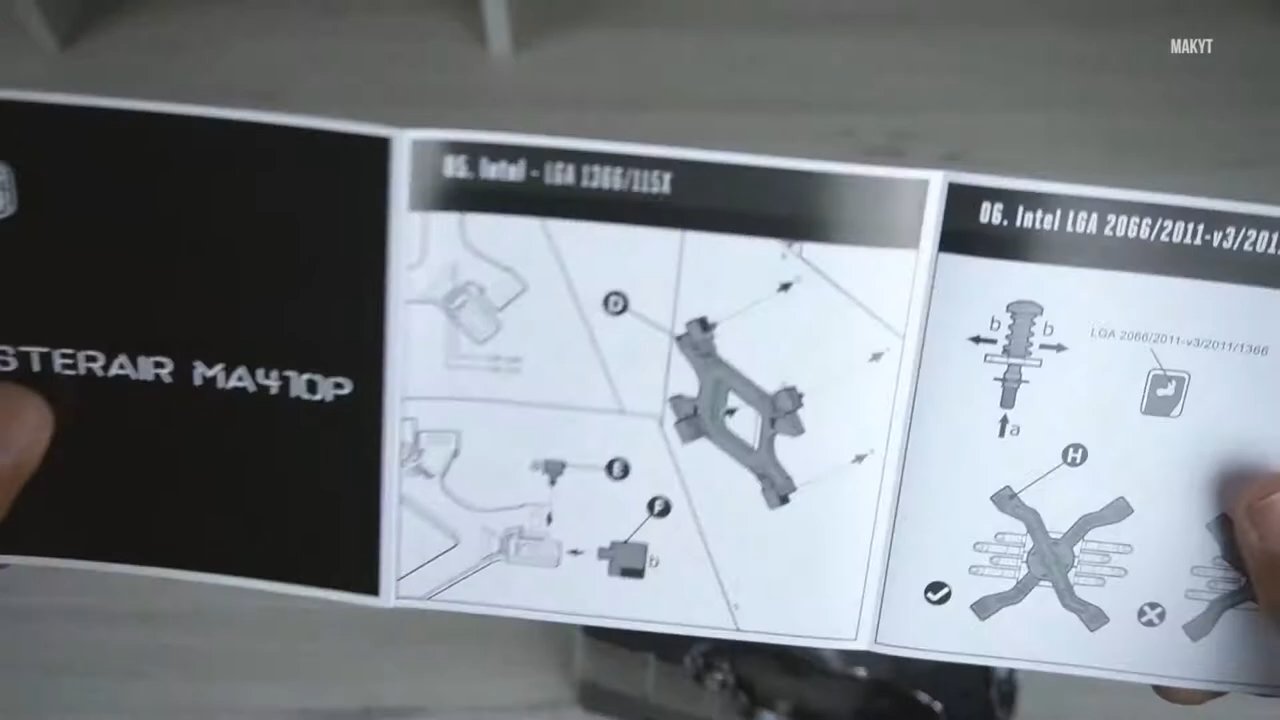 MAKYT
STERAIR MA410P
05. Intel - LGA 1366/115X
D
E
F
b
06. Intel LGA 2066/2011-v3/201
b
b
a
LGA 2066/2011-v3/2011/1366
H